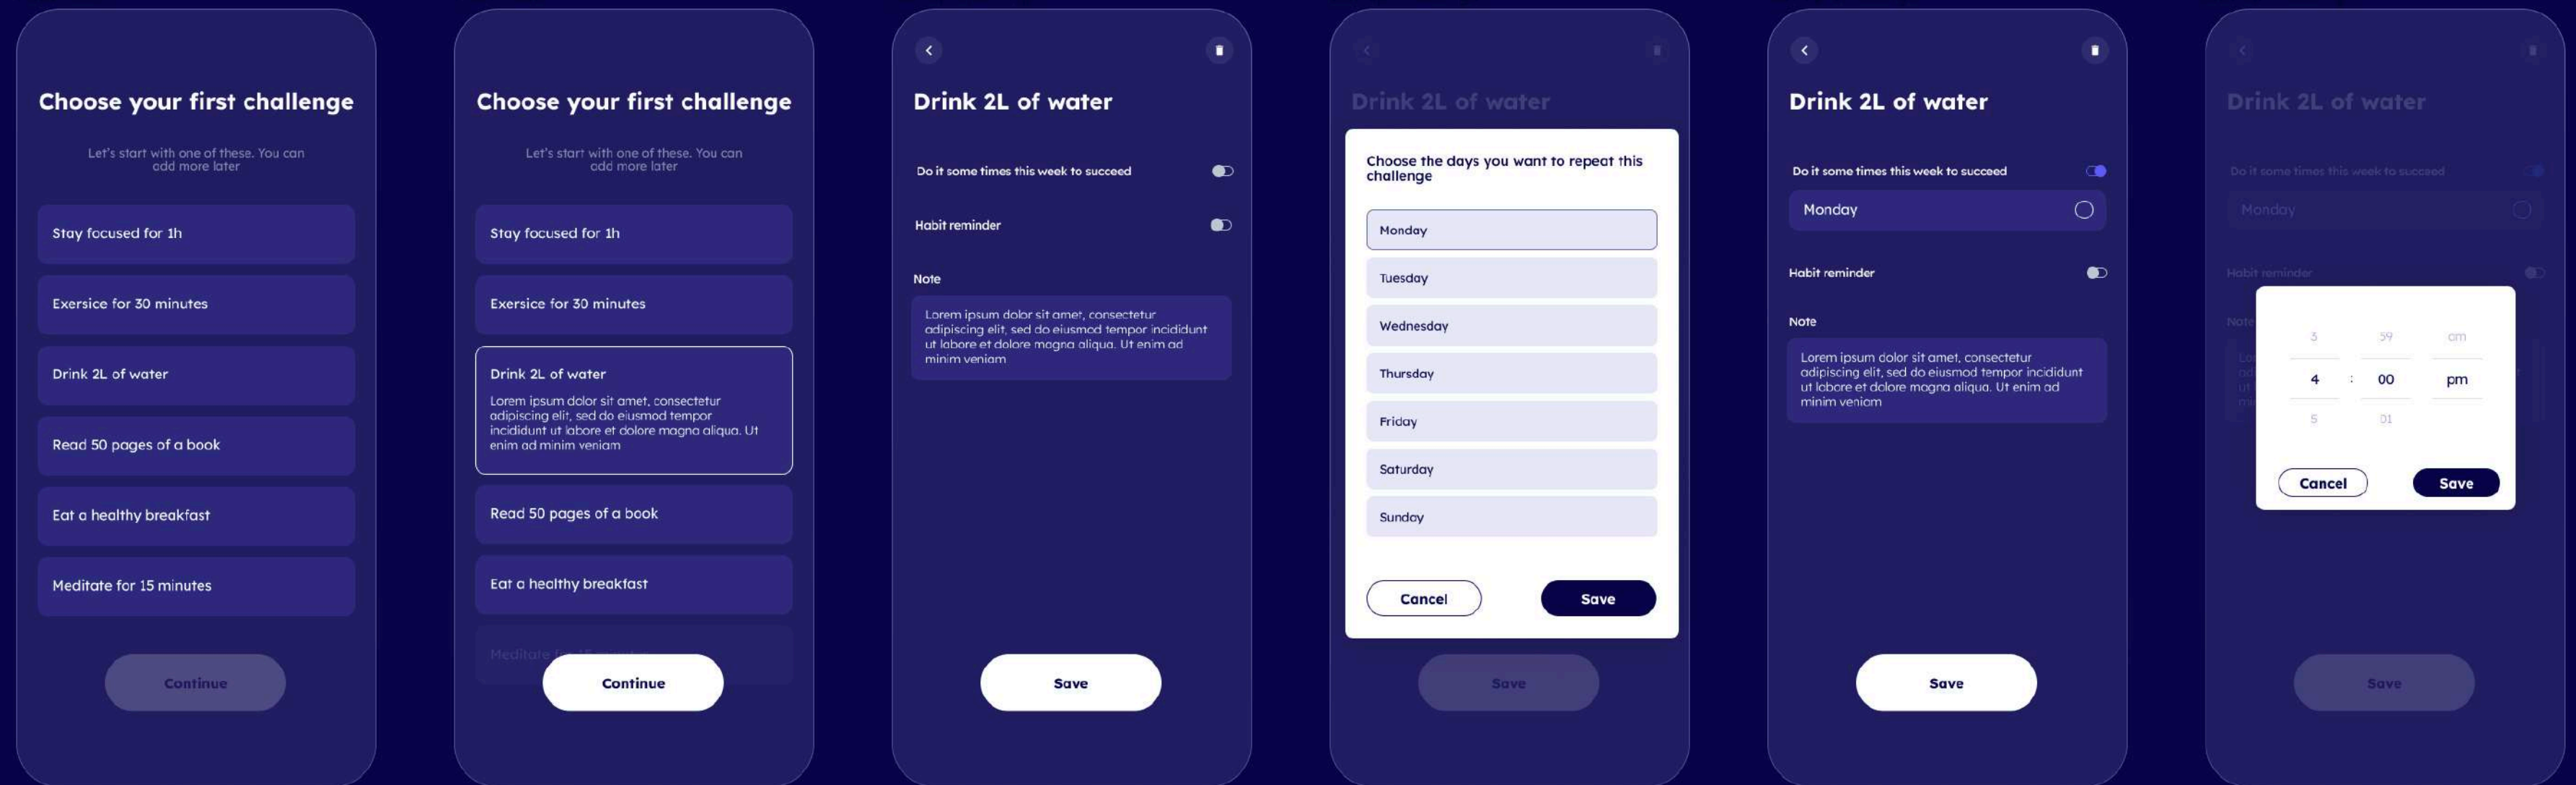 Choose your first challenge
Let's start with one of these. You can
add more later
Stay focused for 1h
Exersice for 30 minutes
Drink 2L of water
Read 50 pages of a book
Eat a healthy breakfast
Meditate for 15 minutes
Continue
Choose your first challenge
Let's start with one of these. You can
add more later
Stay focused for 1h
Exersice for 30 minutes
Drink 2L of water
Lorem ipsum dolor sit amet, consectetur
adipiscing elit, sed do eiusmod tempor
incididunt ut labore et dolore magna aliqua. Ut
enim ad minim veniam
Read 50 pages of a book
Eat a healthy breakfast
Meditate
Continue
Drink 2L of water
Do it some times this week to succeed
Habit reminder
Note
Lorem ipsum dolor sit amet, consectetur
adipiscing elit, sed do eiusmod tempor incididunt
ut labore et dolore magna aliqua. Ut enim ad
minim veniam
Save
Drink 2L of water
Choose the days you want to repeat this
challenge
Monday
Tuesday
Wednesday
Thursday
Friday
Saturday
Sunday
Cancel Save
Save
Drink 2L of water
Do it some times this week to succeed
Monday
Habit reminder
Note
Lorem ipsum dolor sit amet, consectetur
adipiscing elit, sed do eiusmod tempor incididunt
ut labore et dolore magna aliqua. Ut enim ad
minim veniam
Save
Drink 2L of water
Do it some times this week to succeed
Monday
Habit reminder
Note
3 59 am
4 : 00 pm
5 01
Cancel Save
Save